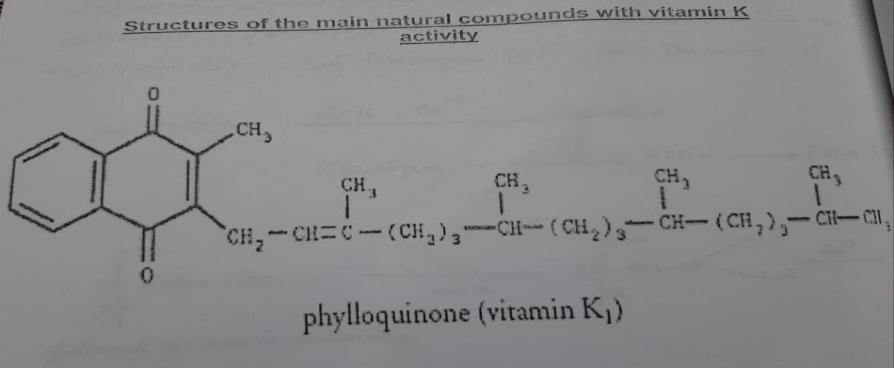 Structures of the main natural compounds with vitamin K
activity
O
CH₃
CH₃ CH₃ CH₃ CH₃
CH₂—CH=C—(CH₂)₃—CH—(CH₂)₃—CH—(CH₂)₃—CH—CH₃
O
phylloquinone (vitamin K₁)